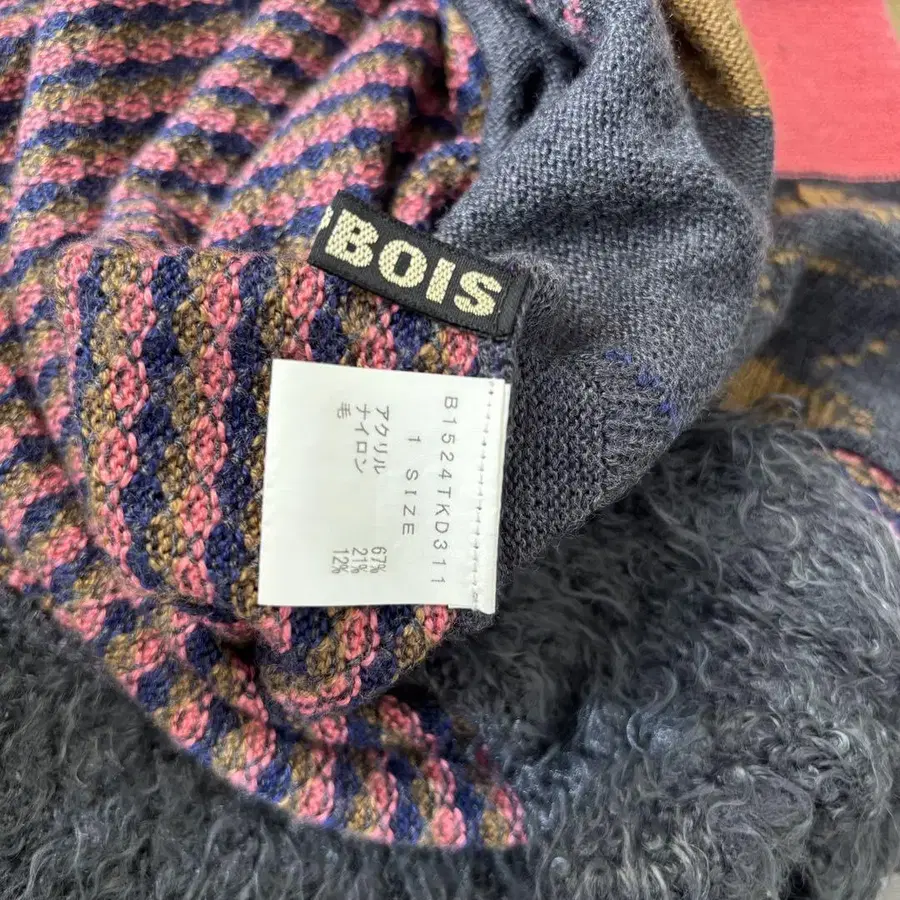 BOIS
B1524TKD311
1 SIZE
アクリル 67%
ナイロン 21%
毛 12%